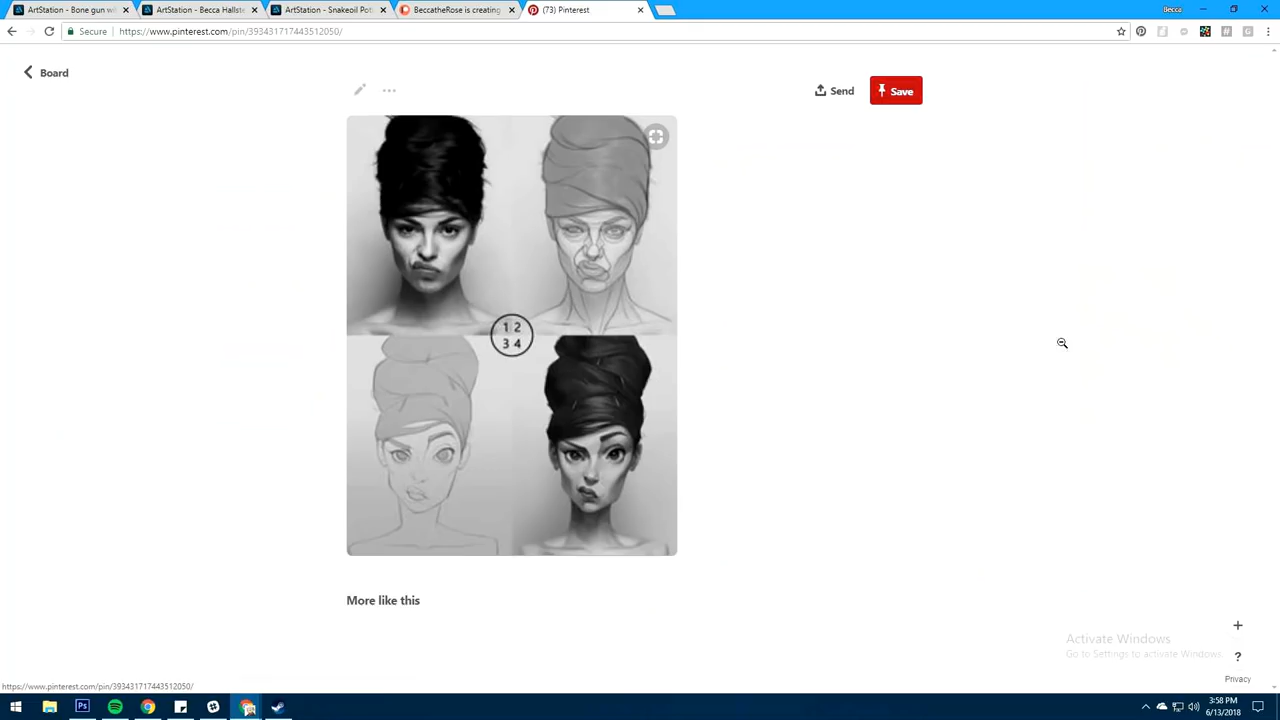 ArtStation - Bone gun wi
ArtStation - Becca Hallste
ArtStation - Snakeoil Poti
BeccatheRose is creating
(73) Pinterest
Becca
Secure
https://www.pinterest.com/pin/393431717443512050/
Board
Send
Save
1 2
3 4
More like this
Activate Windows
Go to Settings to activate Windows.
?
Privacy
https://www.pinterest.com/pin/393431717443512050/
3:58 PM
6/13/2018